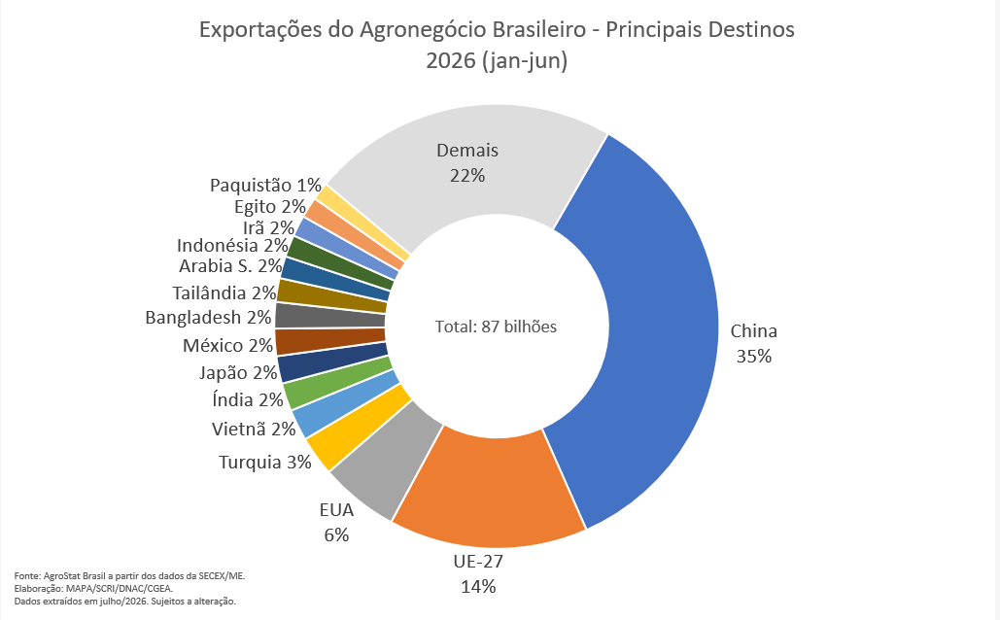 Exportações do Agronegócio Brasileiro - Principais Destinos
2026 (jan-jun)
Demais
22%
Paquistão 1%
Egito 2%
Irã 2%
Indonésia 2%
Arabia S. 2%
Tailândia 2%
Bangladesh 2%
México 2%
Japão 2%
Índia 2%
Vietnã 2%
Turquia 3%
EUA
6%
UE-27
14%
China
35%
Total: 87 bilhões
Fonte: AgroStat Brasil a partir dos dados da SECEX/ME.
Elaboração: MAPA/SCRI/DNAC/CGEA.
Dados extraídos em julho/2026. Sujeitos a alteração.